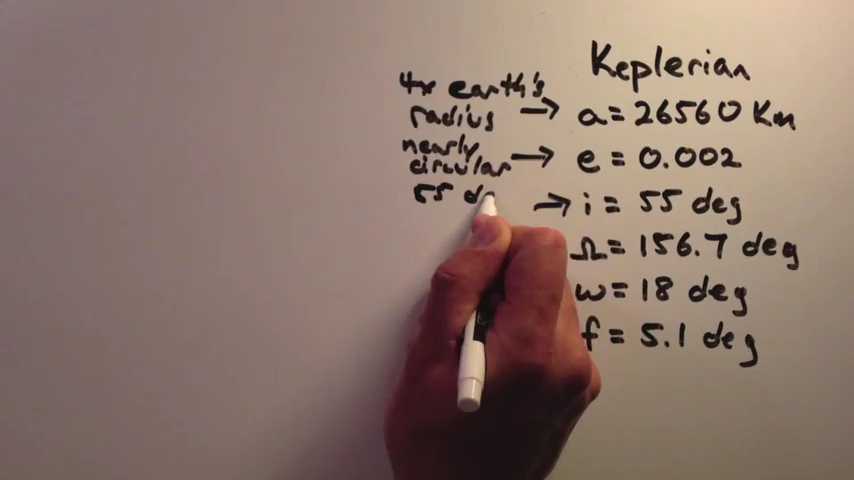 Keplerian
4x earth's
radius → a = 26560 Km
nearly
circular → e = 0.002
55 de → i = 55 deg
Ω = 156.7 deg
w = 18 deg
f = 5.1 deg